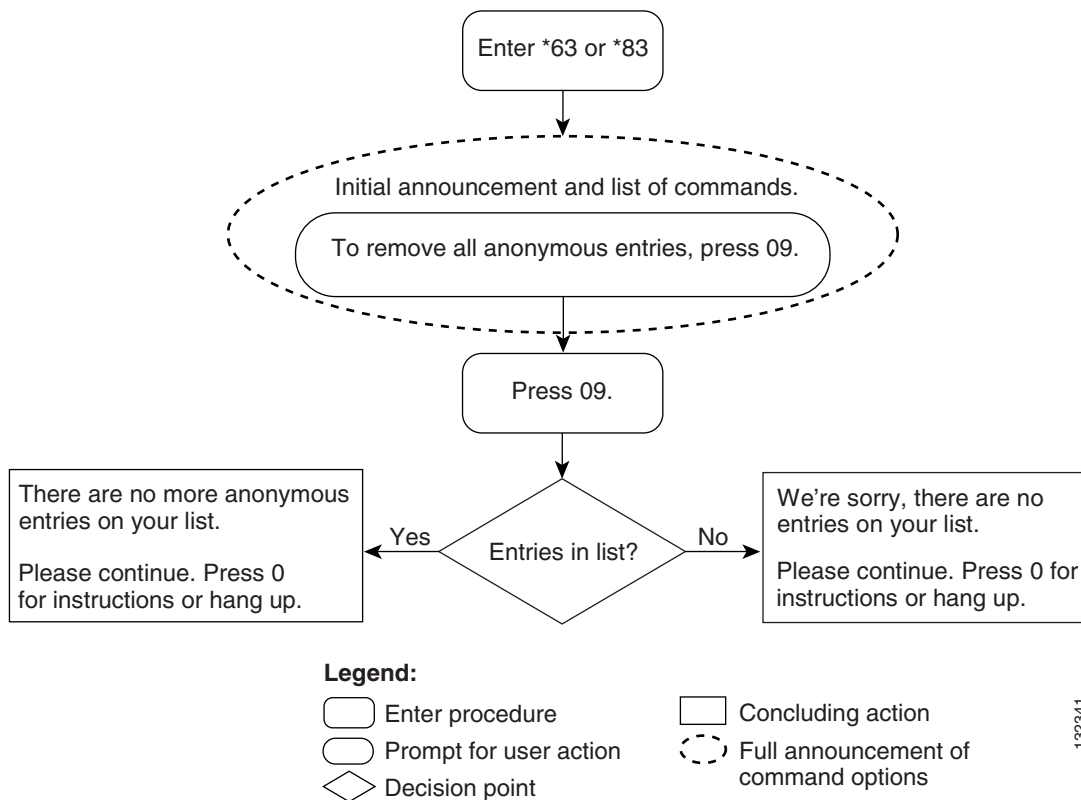 Enter *63 or *83
Initial announcement and list of commands.
To remove all anonymous entries, press 09.
Press 09.
There are no more anonymous
entries on your list.
Please continue. Press 0
for instructions or hang up.
Yes
Entries in list?
No
We're sorry, there are no
entries on your list.
Please continue. Press 0 for
instructions or hang up.
Legend:
Enter procedure
Prompt for user action
Decision point
Concluding action
Full announcement of
command options
132341